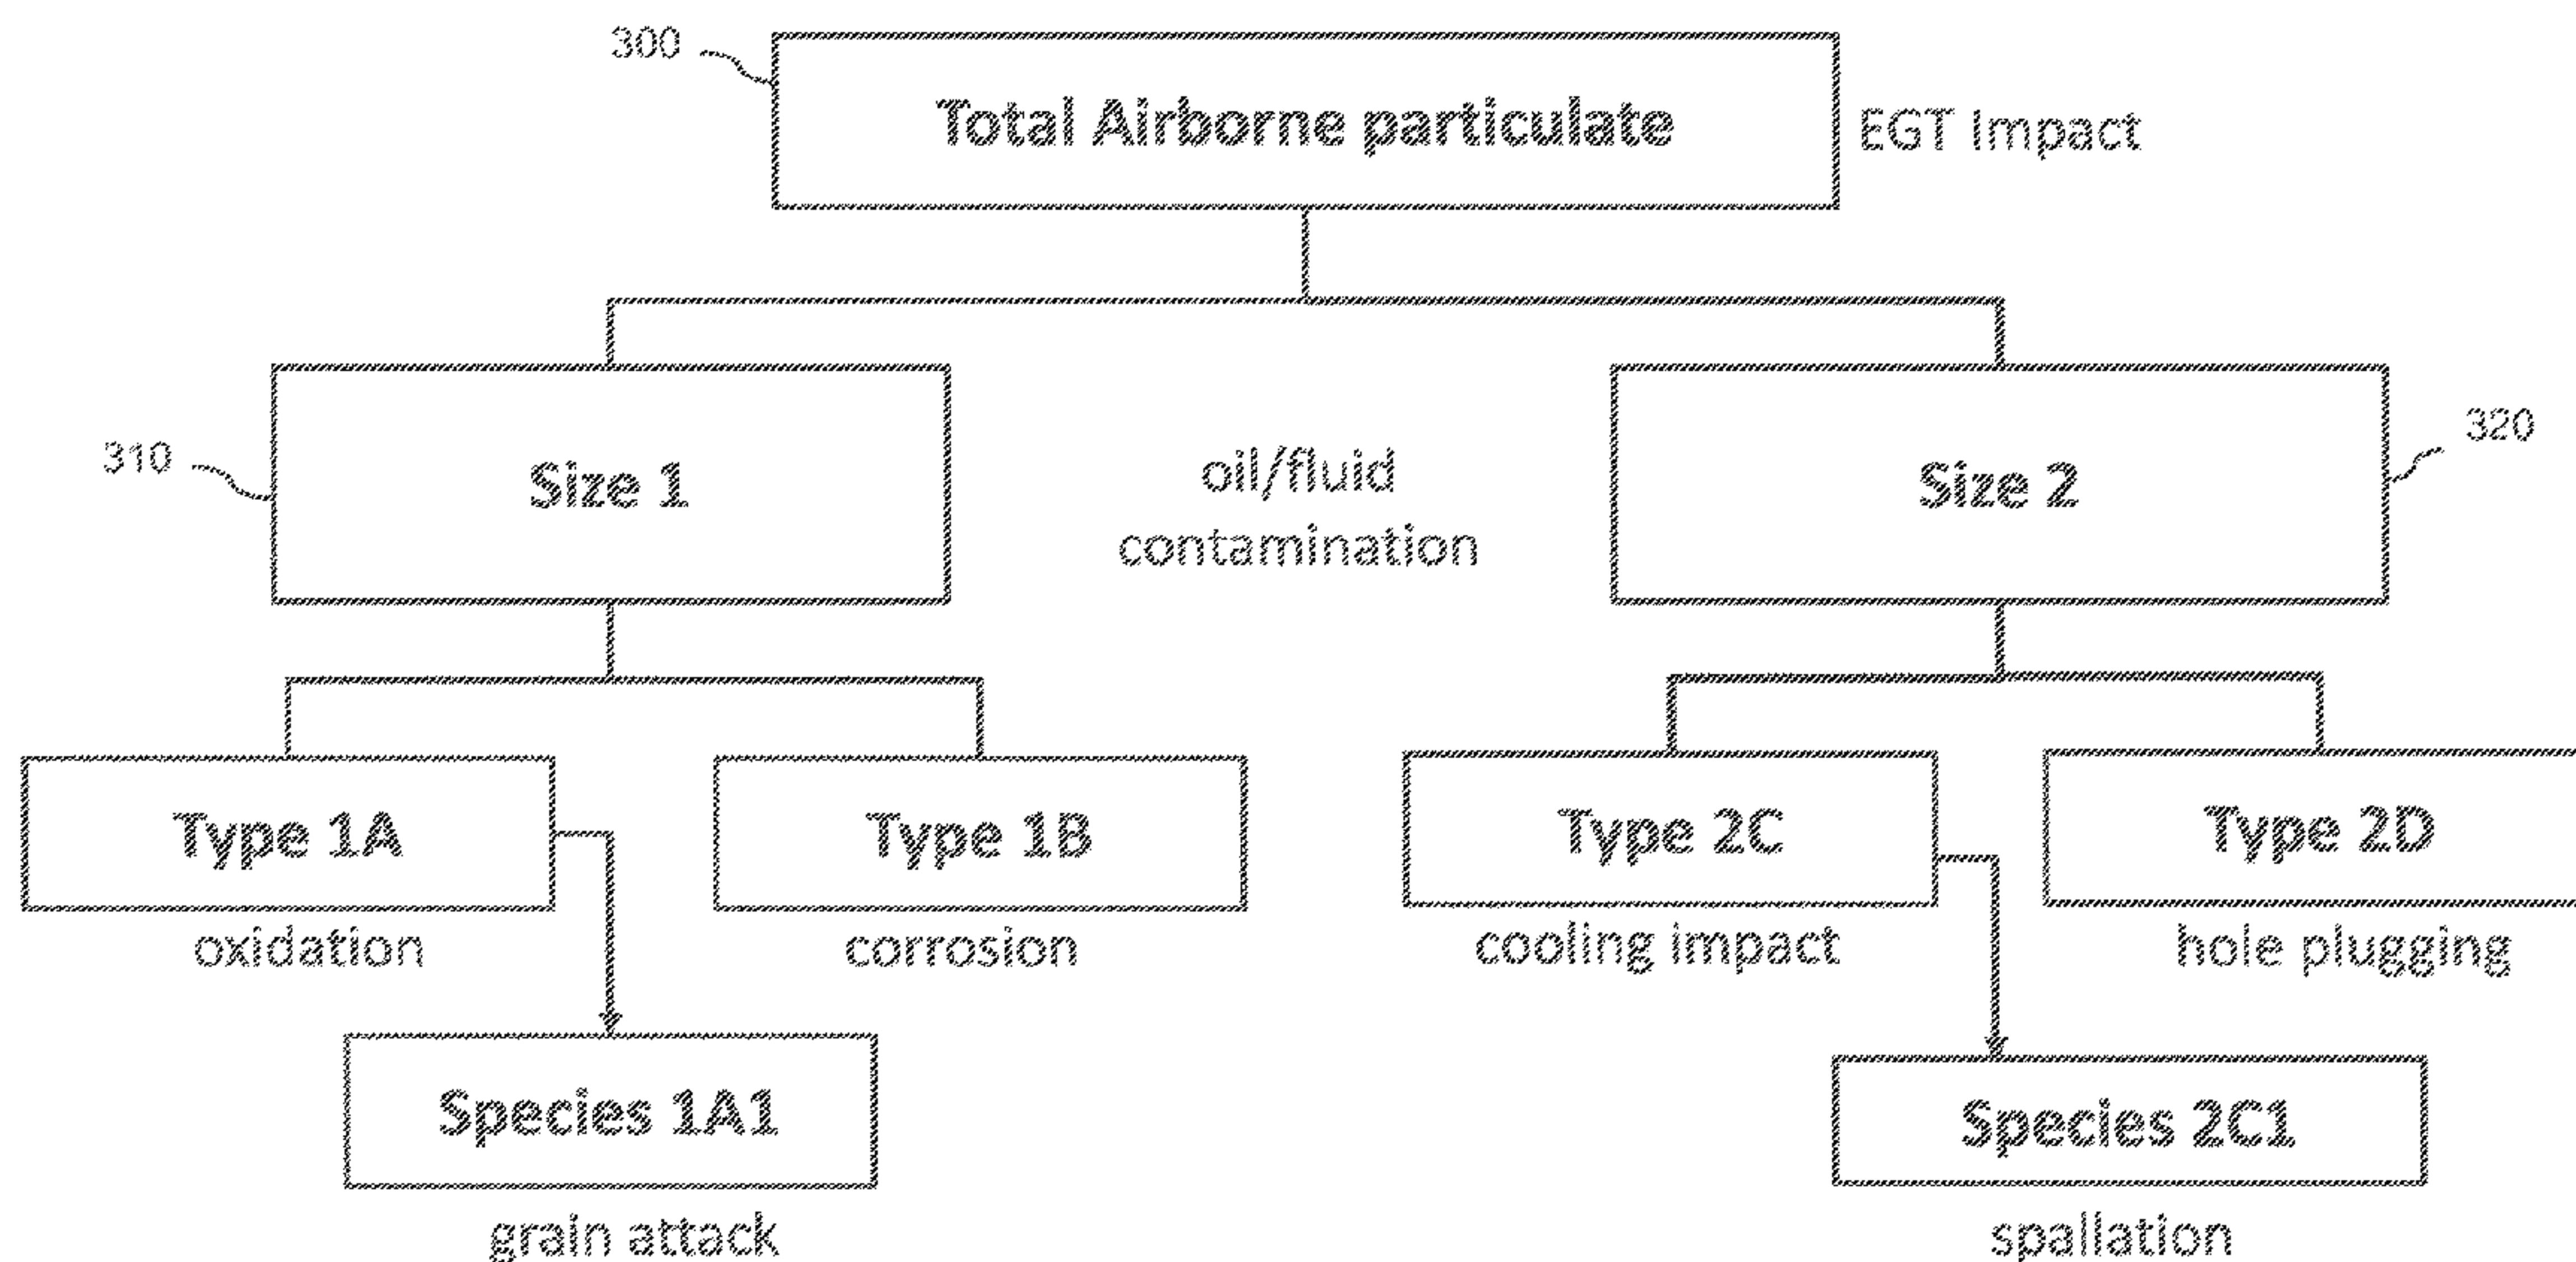 300
Total Airborne particulate
EGT Impact
310
Size 1
oil/fluid
contamination
Size 2
320
Type 1A
Type 1B
Type 2C
Type 2D
oxidation
corrosion
cooling impact
hole plugging
Species 1A1
Species 2C1
grain attack
spallation